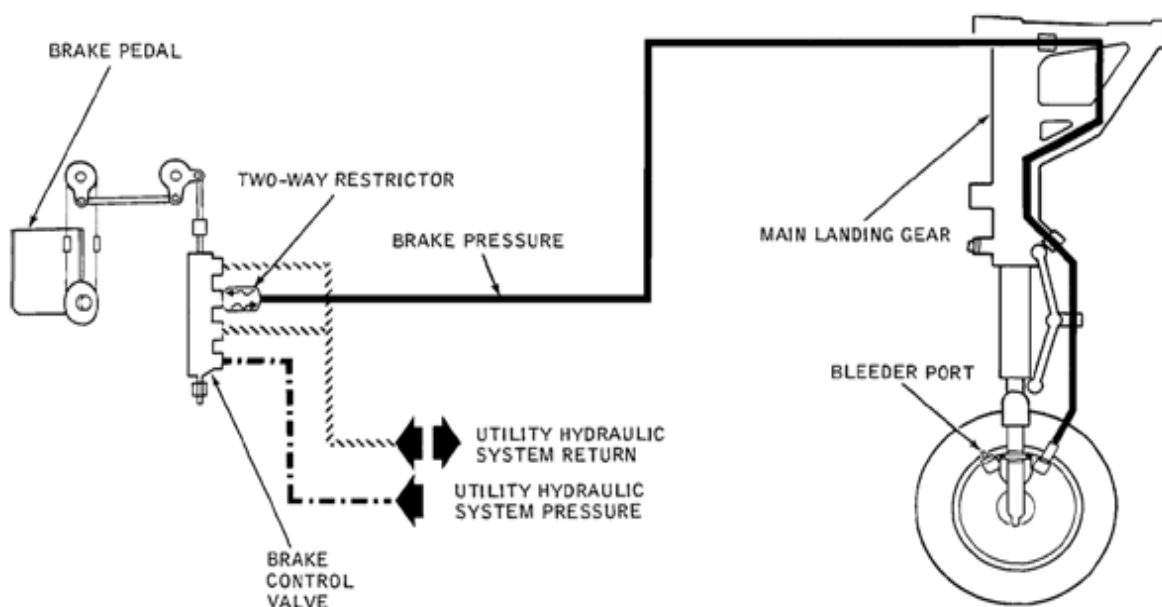 BRAKE PEDAL
TWO-WAY RESTRICTOR
BRAKE PRESSURE
MAIN LANDING GEAR
BLEEDER PORT
UTILITY HYDRAULIC
SYSTEM RETURN
UTILITY HYDRAULIC
SYSTEM PRESSURE
BRAKE
CONTROL
VALVE